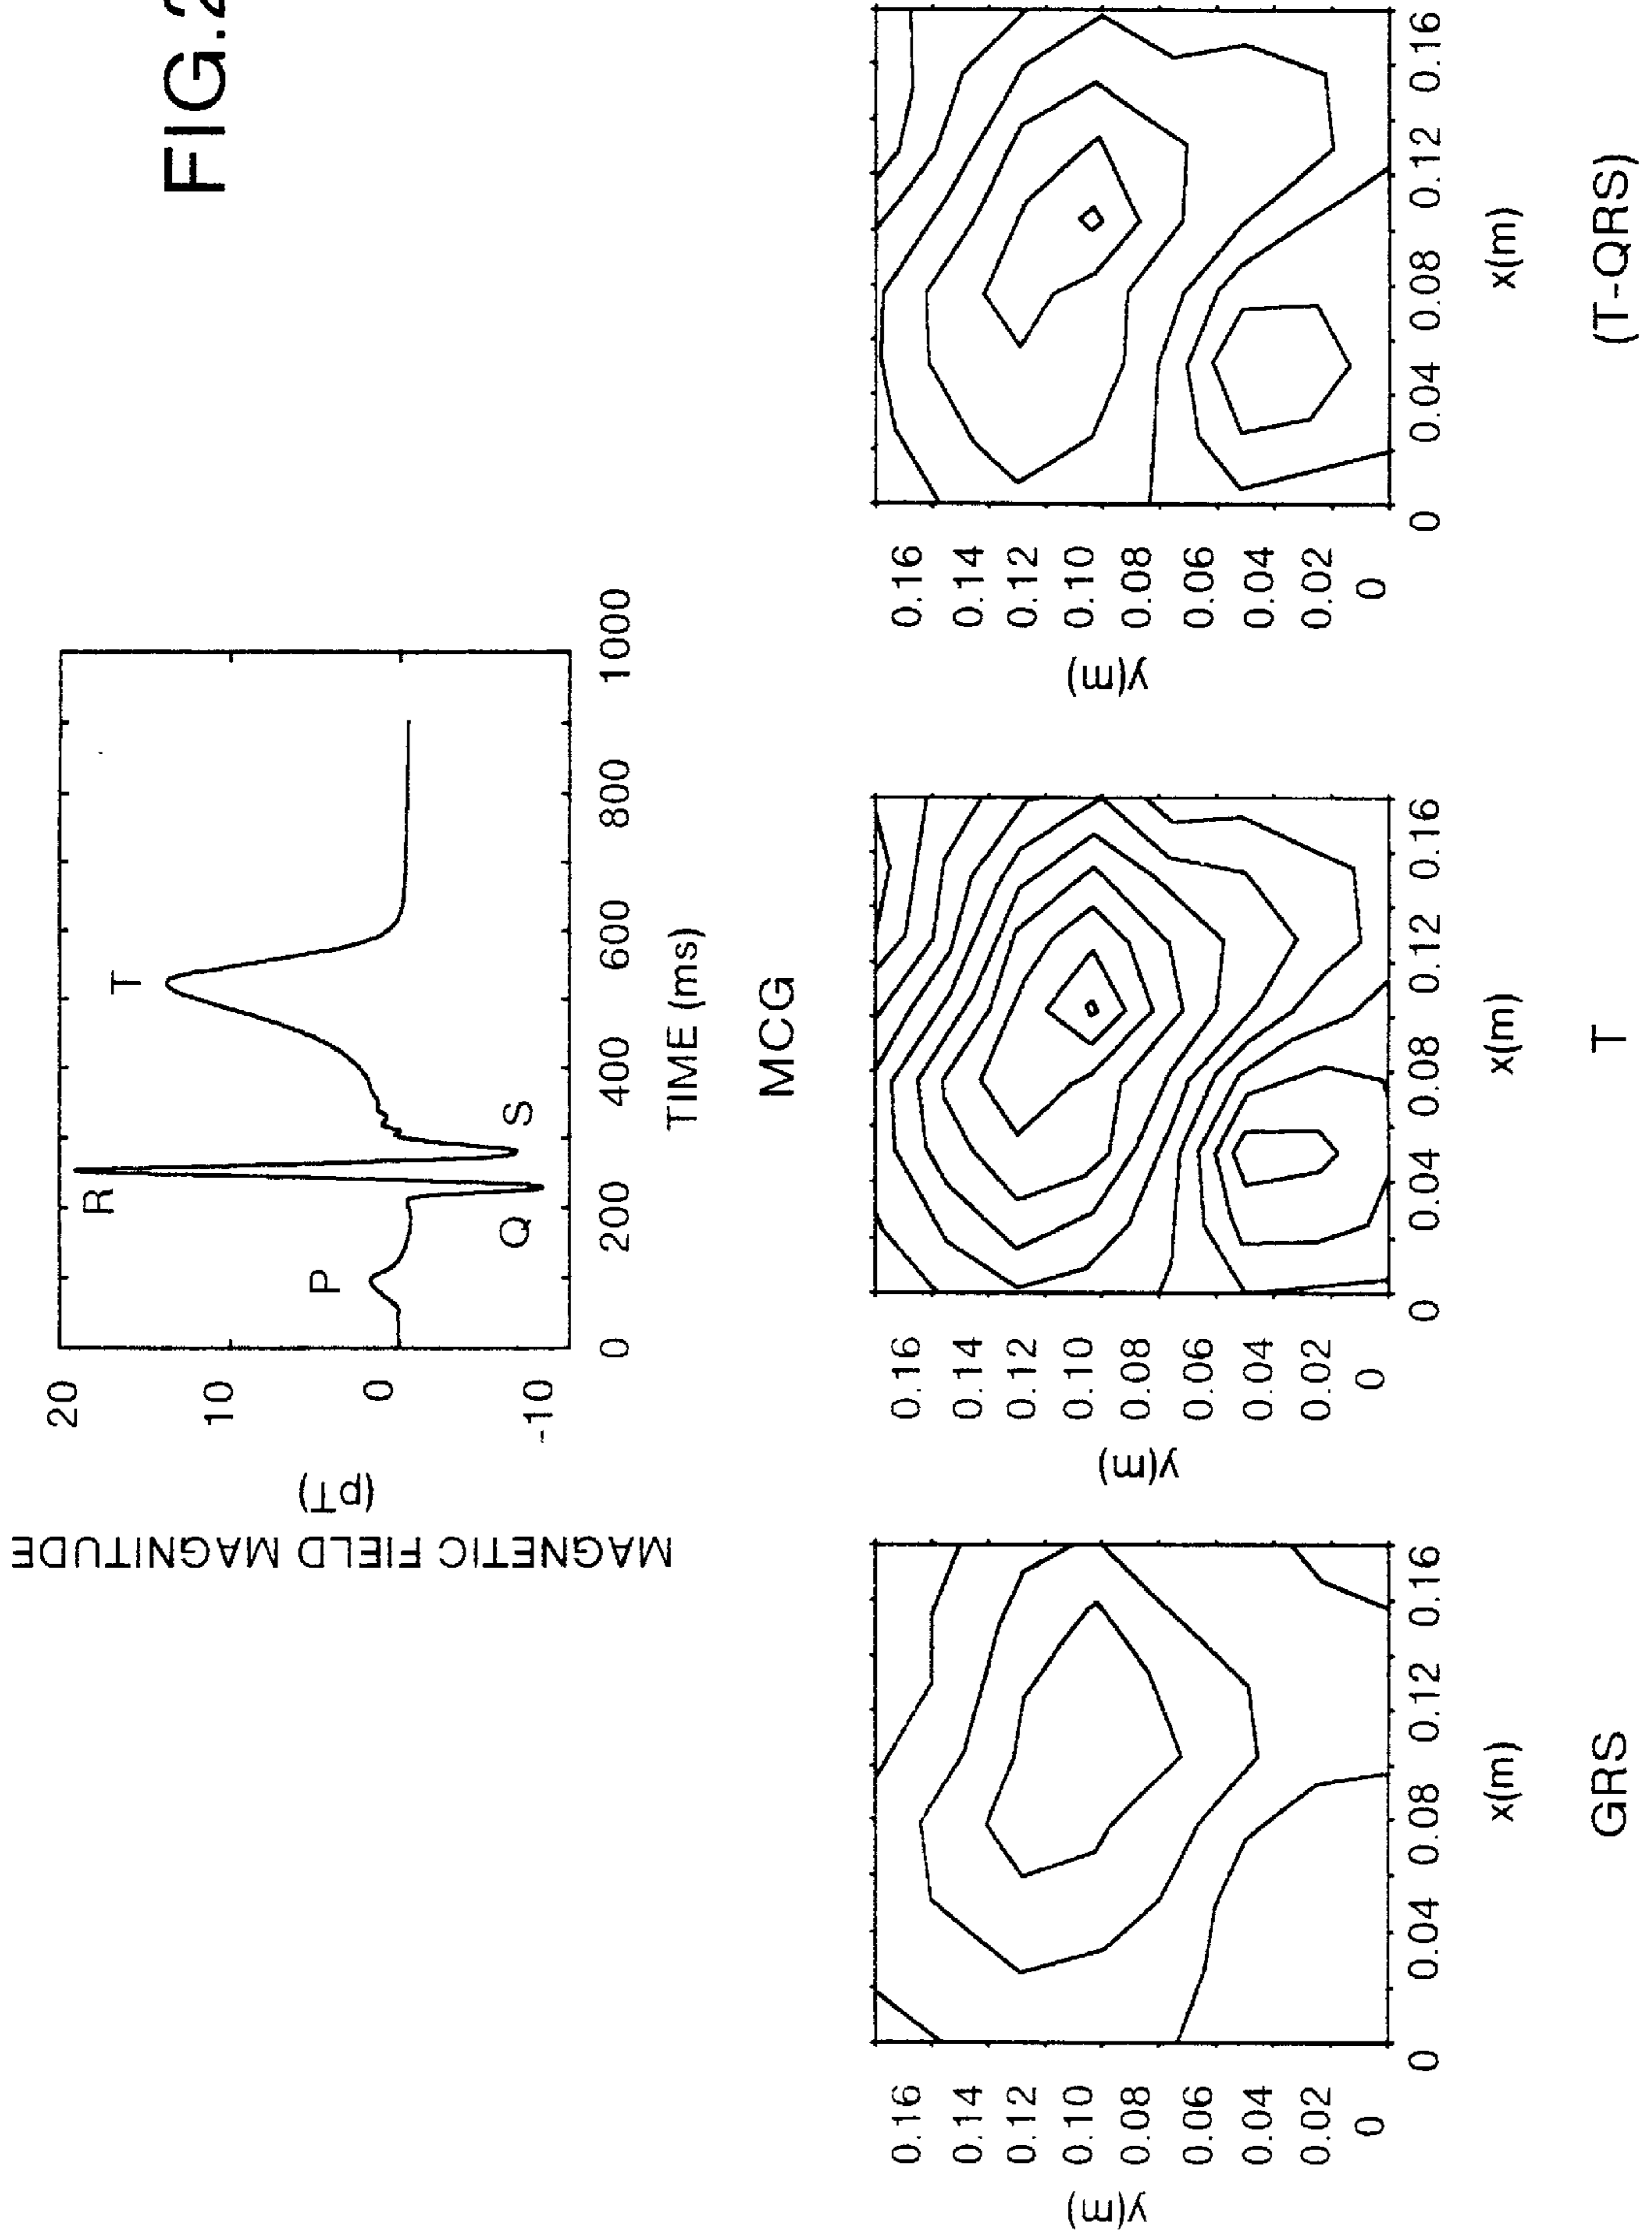 FIG.2
MAGNETIC FIELD MAGNITUDE
(pT)
20
10
0
-10
P
Q
R
S
T
0 200 400 600 800 1000
TIME (ms)
MCG
y(m)
0.16
0.14
0.12
0.10
0.08
0.06
0.04
0.02
0
0 0.04 0.08 0.12 0.16
x(m)
GRS
y(m)
0.16
0.14
0.12
0.10
0.08
0.06
0.04
0.02
0
0 0.04 0.08 0.12 0.16
x(m)
T
y(m)
0.16
0.14
0.12
0.10
0.08
0.06
0.04
0.02
0
0 0.04 0.08 0.12 0.16
x(m)
(T-QRS)